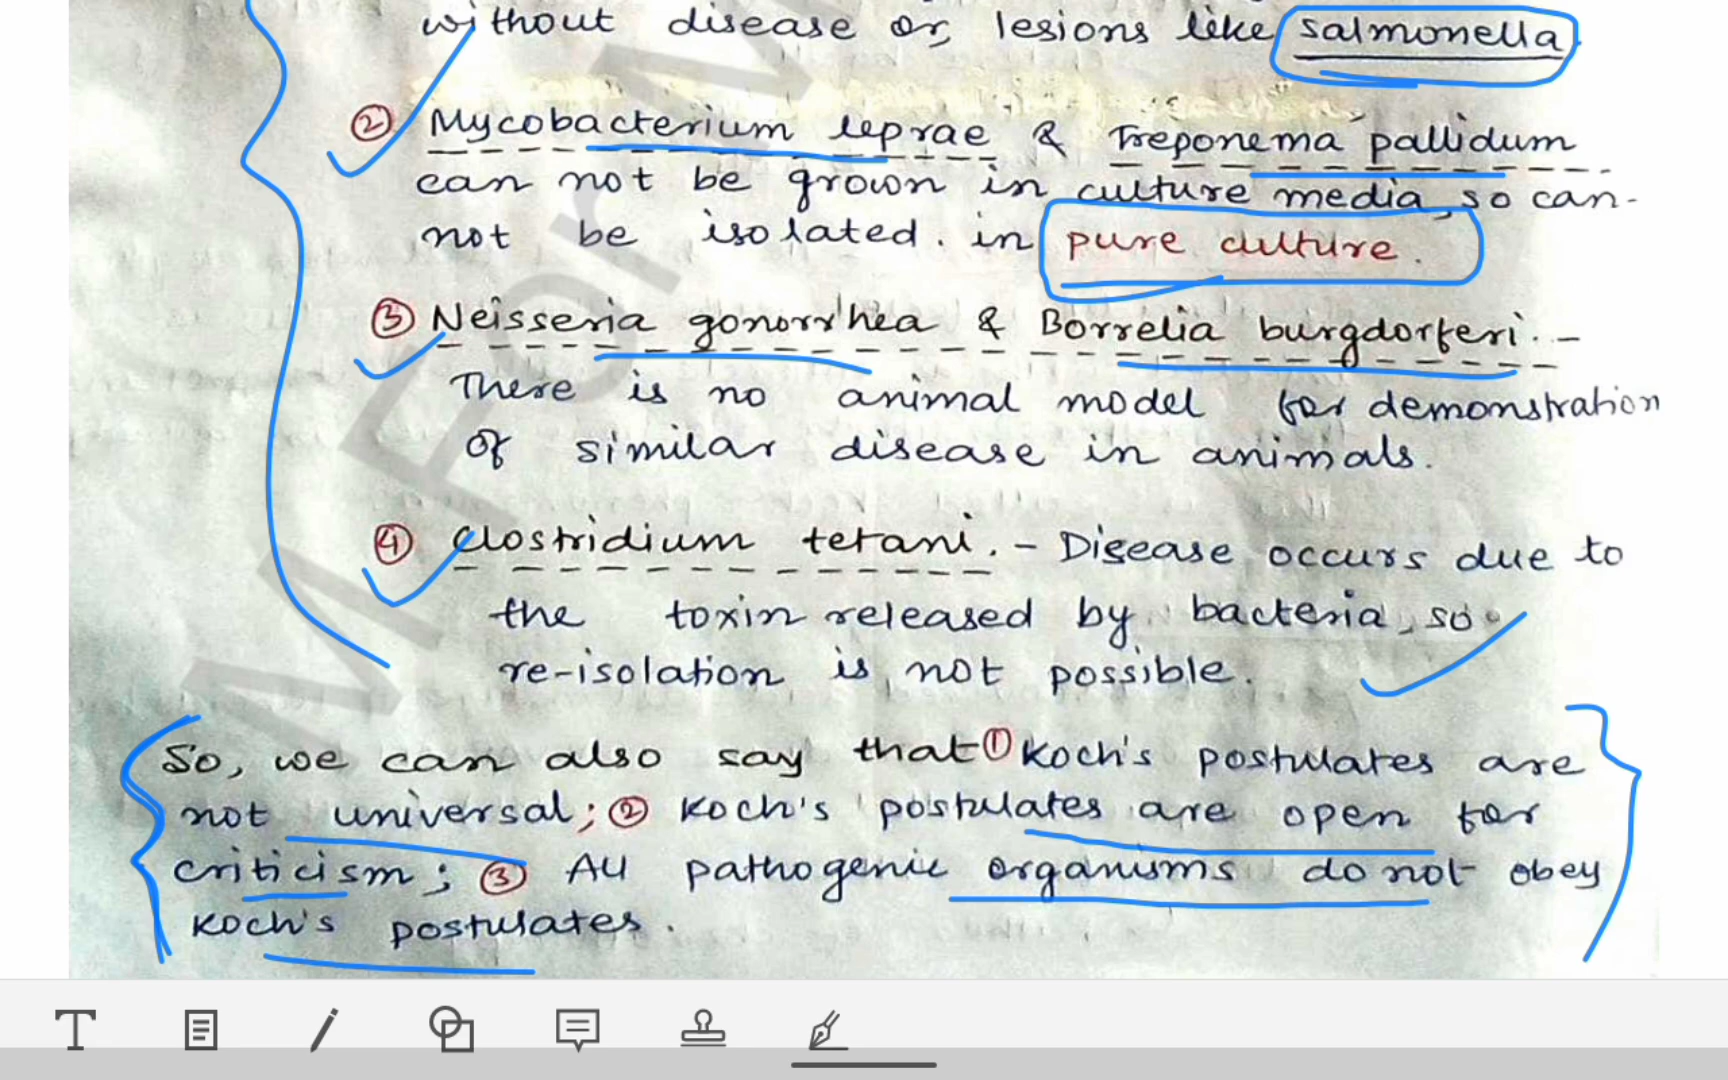 without disease or, lesions like salmonella.
② Mycobacterium leprae & Treponema pallidum
can not be grown in culture media, so can-
not be isolated. in pure culture.
③ Neisseria gonorrhea & Borrelia burgdorferi. -
There is no animal model for demonstration
of similar disease in animals.
④ Clostridium tetani. - Disease occurs due to
the toxin released by bacteria, so
re-isolation is not possible.
So, we can also say that ① Koch's postulates are
not universal; ② Koch's postulates are open for
criticism; ③ All pathogenic organisms do not obey
Koch's postulates.